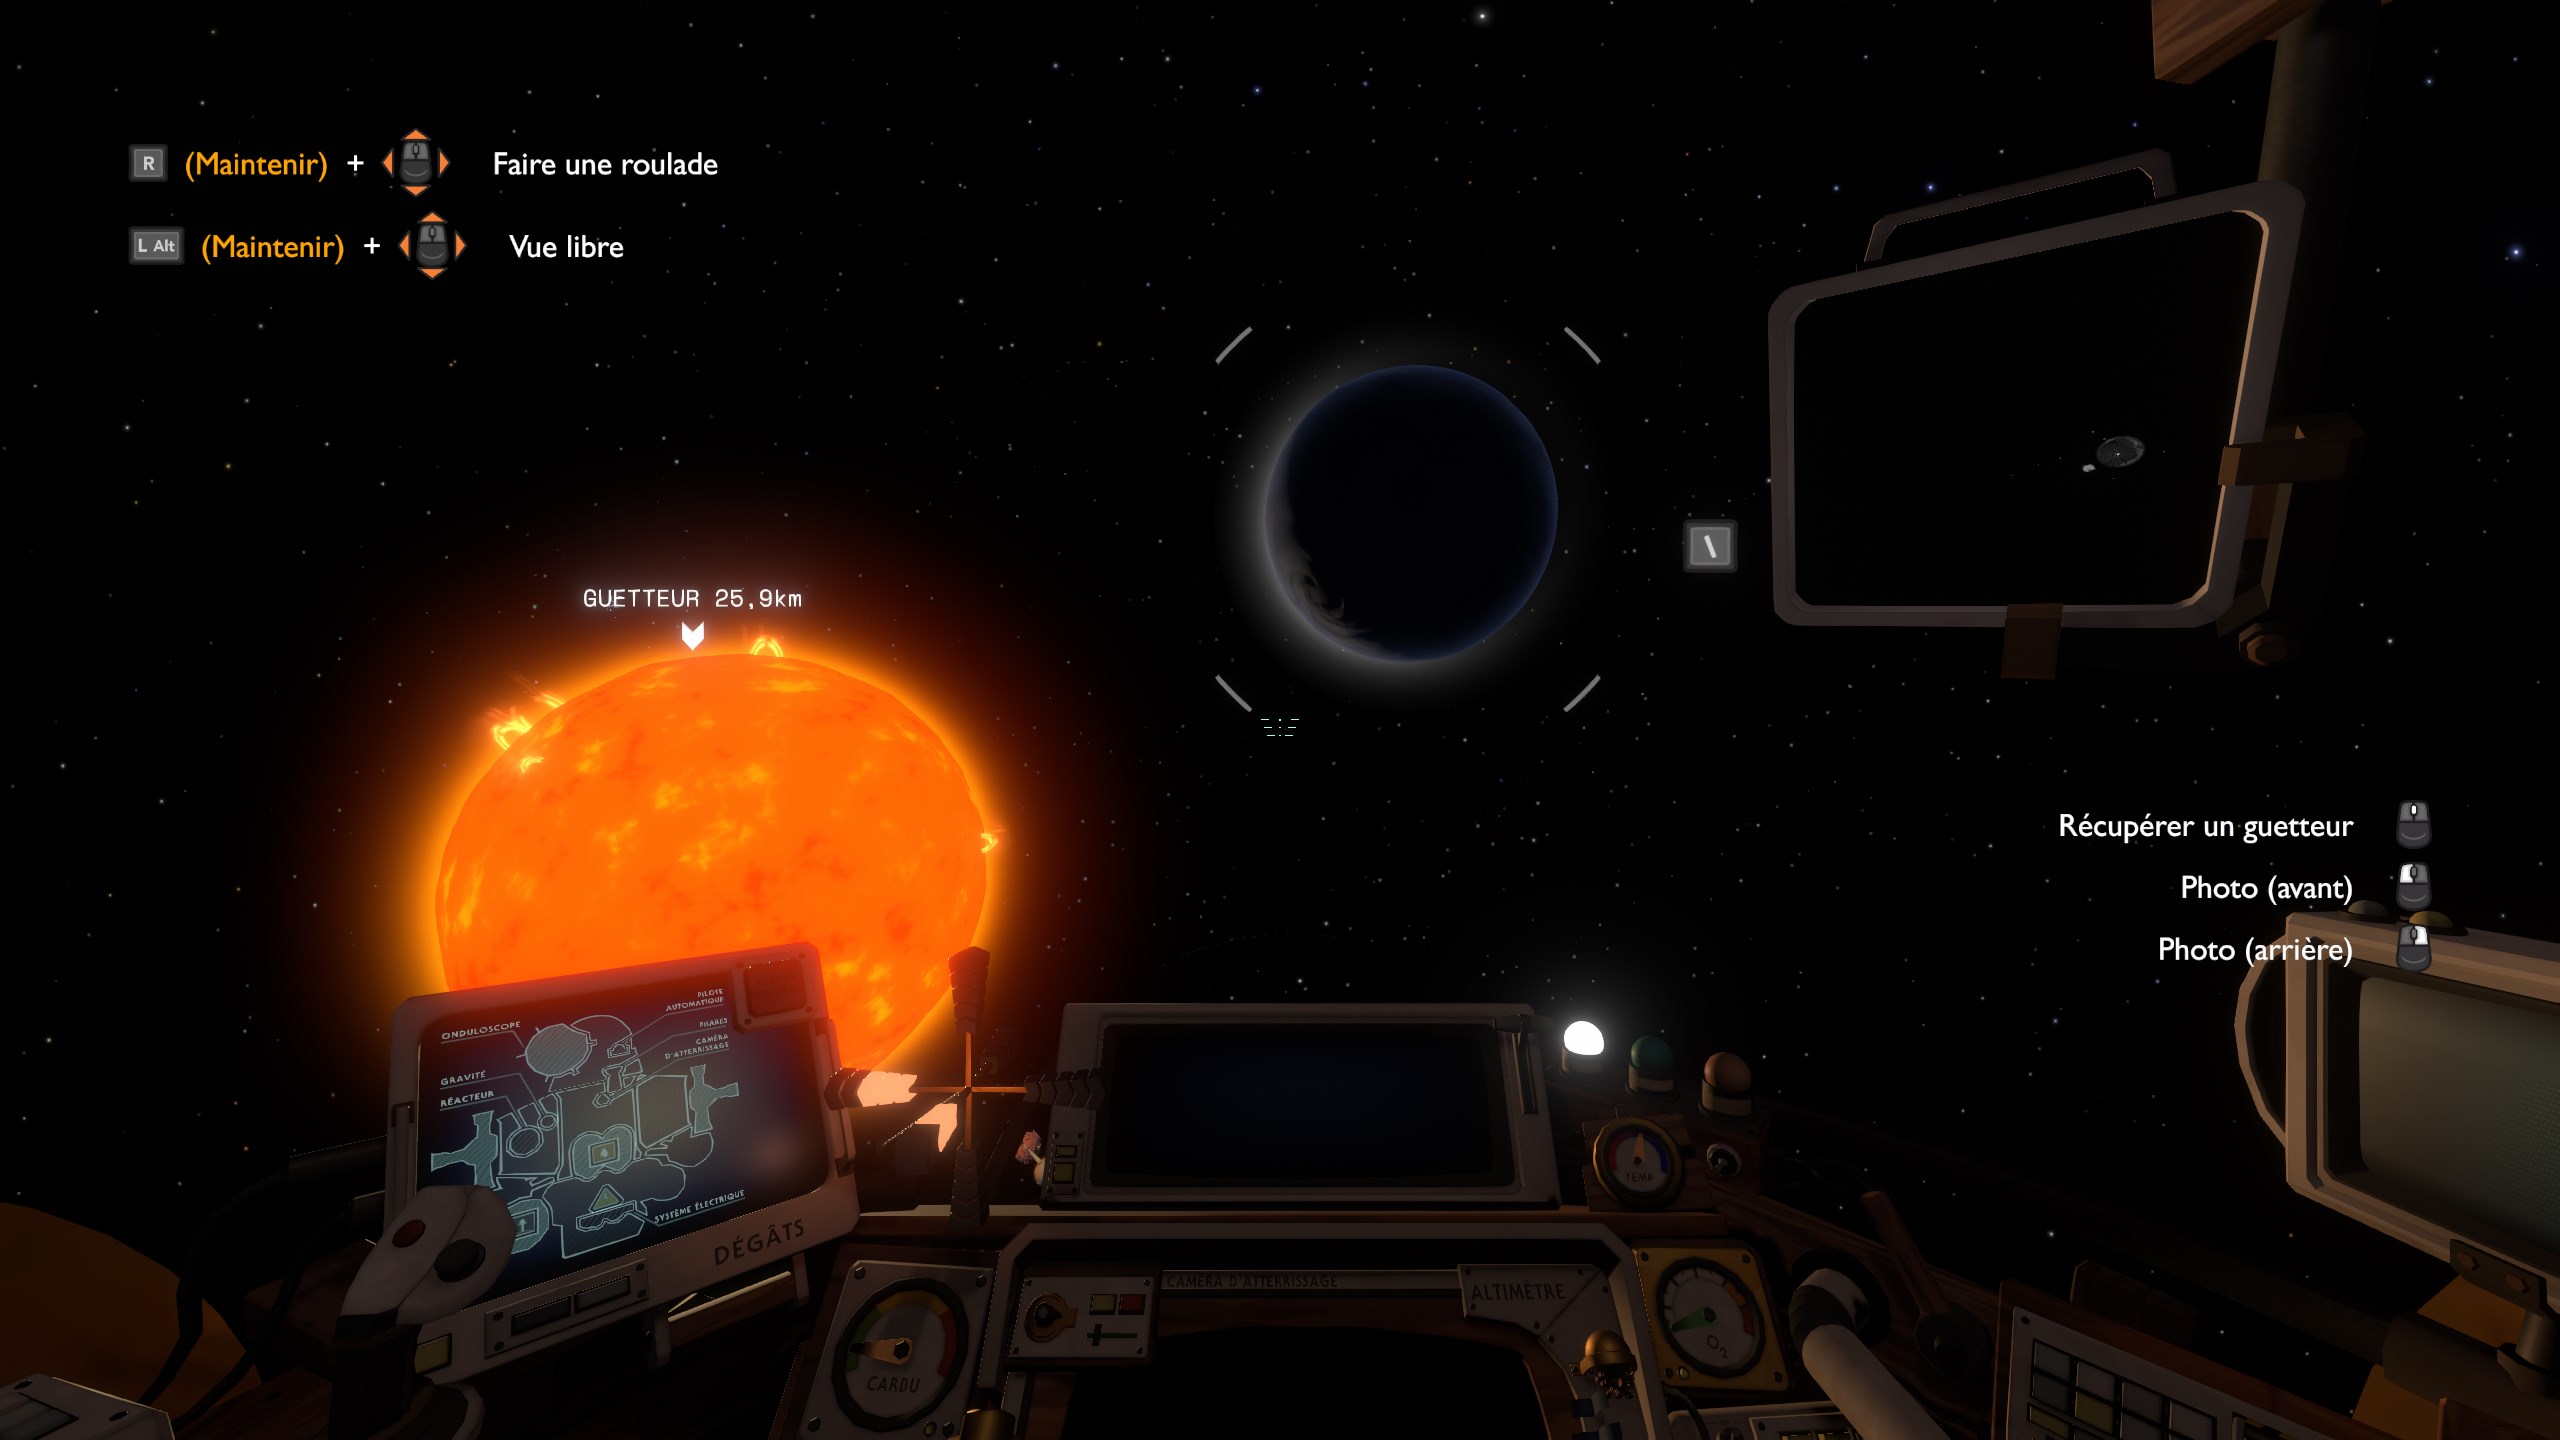 R (Maintenir) + Faire une roulade
L Alt (Maintenir) + Vue libre
\
GUETTEUR 25,9km
Récupérer un guetteur
Photo (avant)
Photo (arrière)
PILOTE
AUTOMATIQUE
ONDULOSCOPE
PHARES
CAMÉRA
D'ATTERRISSAGE
GRAVITÉ
RÉACTEUR
SYSTÈME ÉLECTRIQUE
DÉGÂTS
TEMP
CAMÉRA D'ATTERRISSAGE
ALTIMÈTRE
CARBU
O2